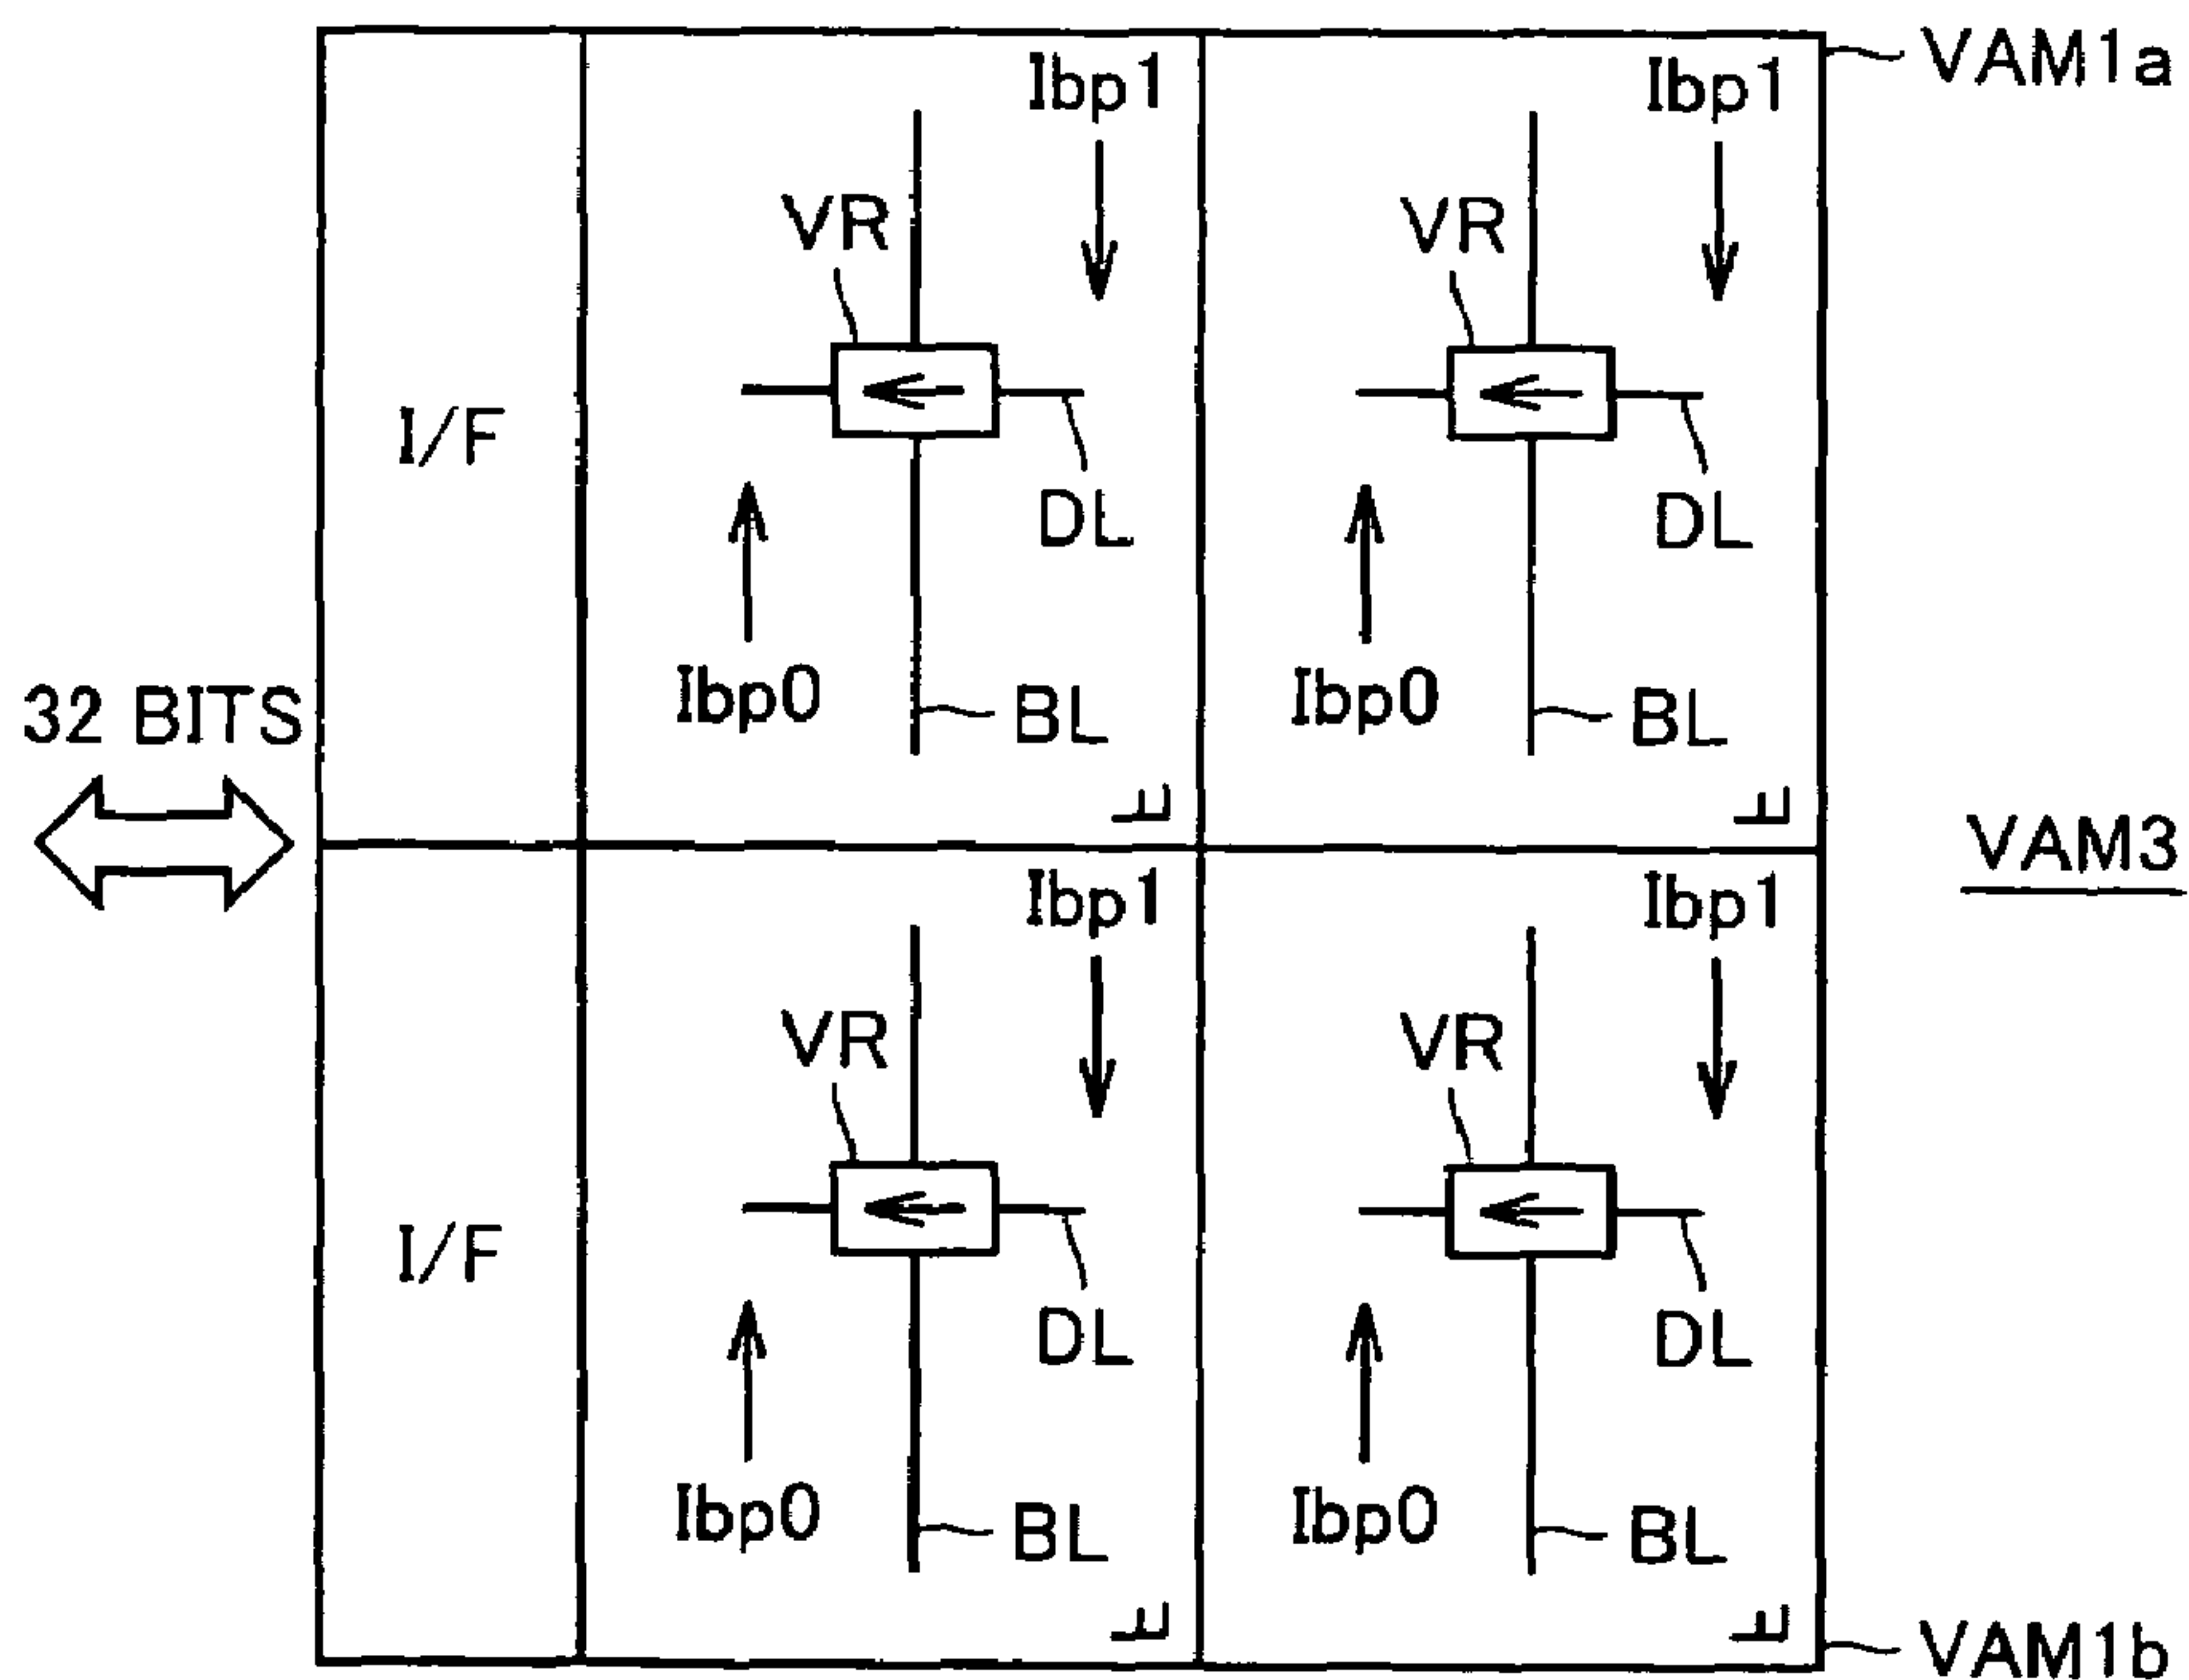 VAM1a
Ibp1
Ibp1
VR
VR
I/F
DL
DL
Ibp0
BL
Ibp0
BL
32 BITS
F
F
VAM3
Ibp1
Ibp1
VR
VR
I/F
DL
DL
Ibp0
BL
Ibp0
BL
F
F
VAM1b